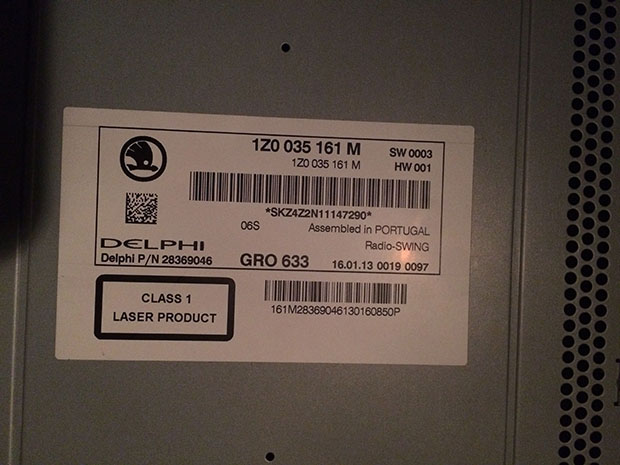 1Z0 035 161 M
SW 0003
1Z0 035 161 M
HW 001
*SKZ4Z2N11147290*
06S
Assembled in PORTUGAL
DELPHI
Radio-SWING
Delphi P/N 28369046
GRO 633
16.01.13 0019 0097
CLASS 1
LASER PRODUCT
161M28369046130160850P